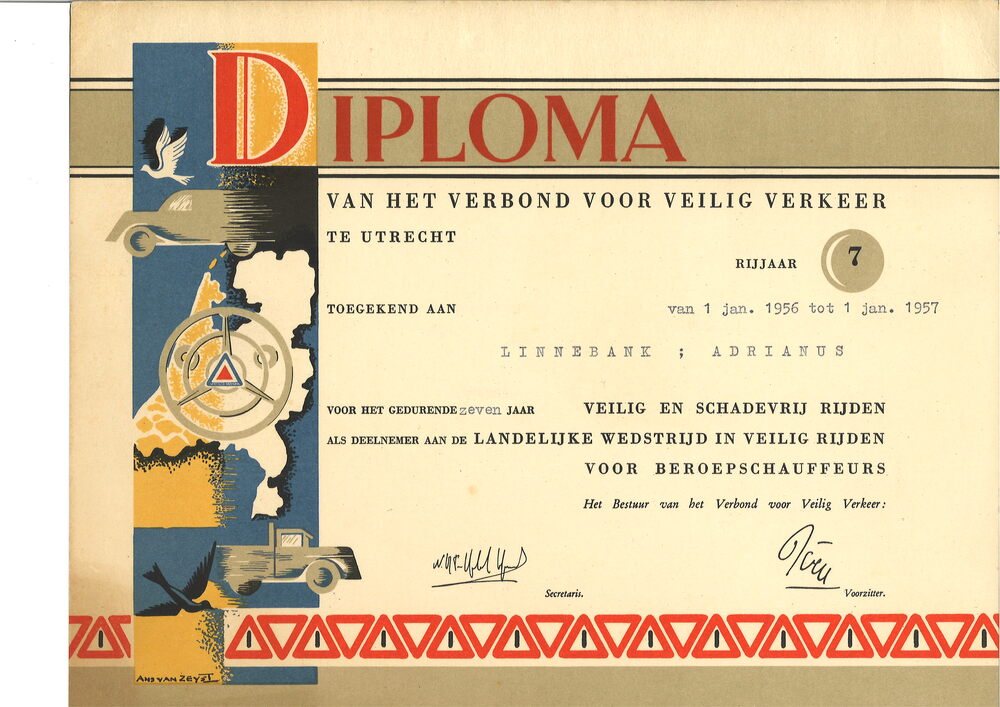 DIPLOMA
VAN HET VERBOND VOOR VEILIG VERKEER
TE UTRECHT
RIJJAAR 7
TOEGEKEND AAN van 1 jan. 1956 tot 1 jan. 1957
LINNEBANK ; ADRIANUS
VOOR HET GEDURENDE zeven JAAR VEILIG EN SCHADEVRIJ RIJDEN
ALS DEELNEMER AAN DE LANDELIJKE WEDSTRIJD IN VEILIG RIJDEN
VOOR BEROEPSCHAUFFEURS
Het Bestuur van het Verbond voor Veilig Verkeer:
Secretaris. Voorzitter.
ANS VAN ZEYST